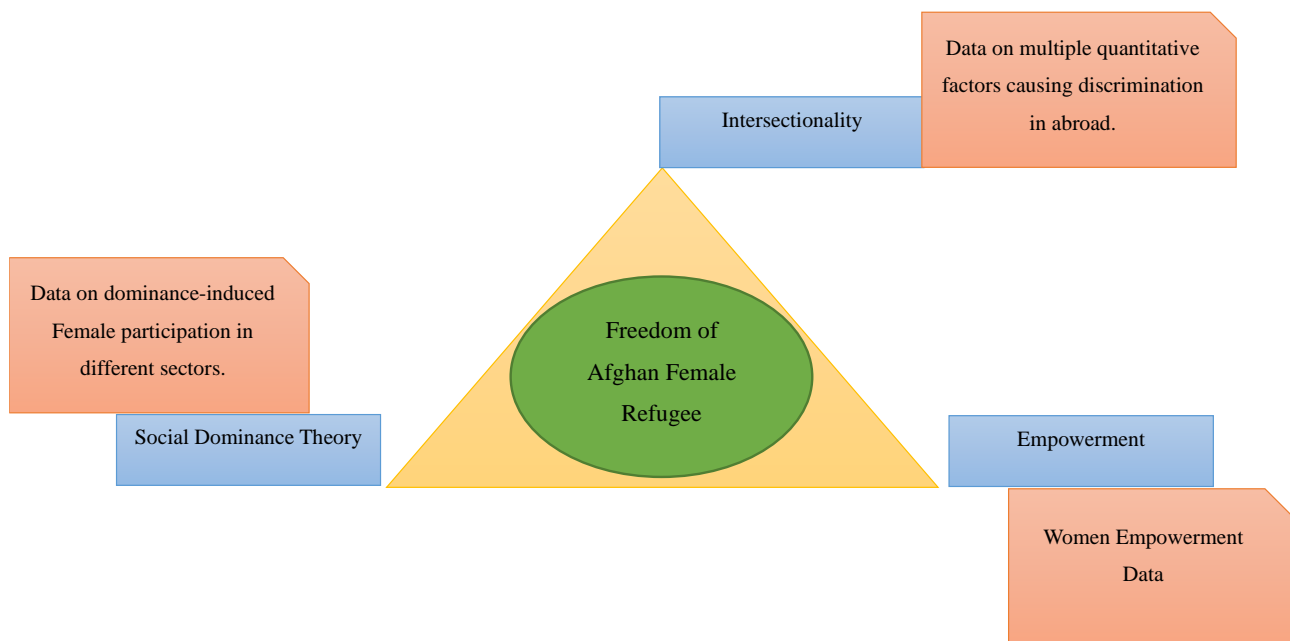 Data on multiple quantitative
factors causing discrimination
in abroad.
Intersectionality
Data on dominance-induced
Female participation in
different sectors.
Social Dominance Theory
Freedom of
Afghan Female
Refugee
Empowerment
Women Empowerment
Data